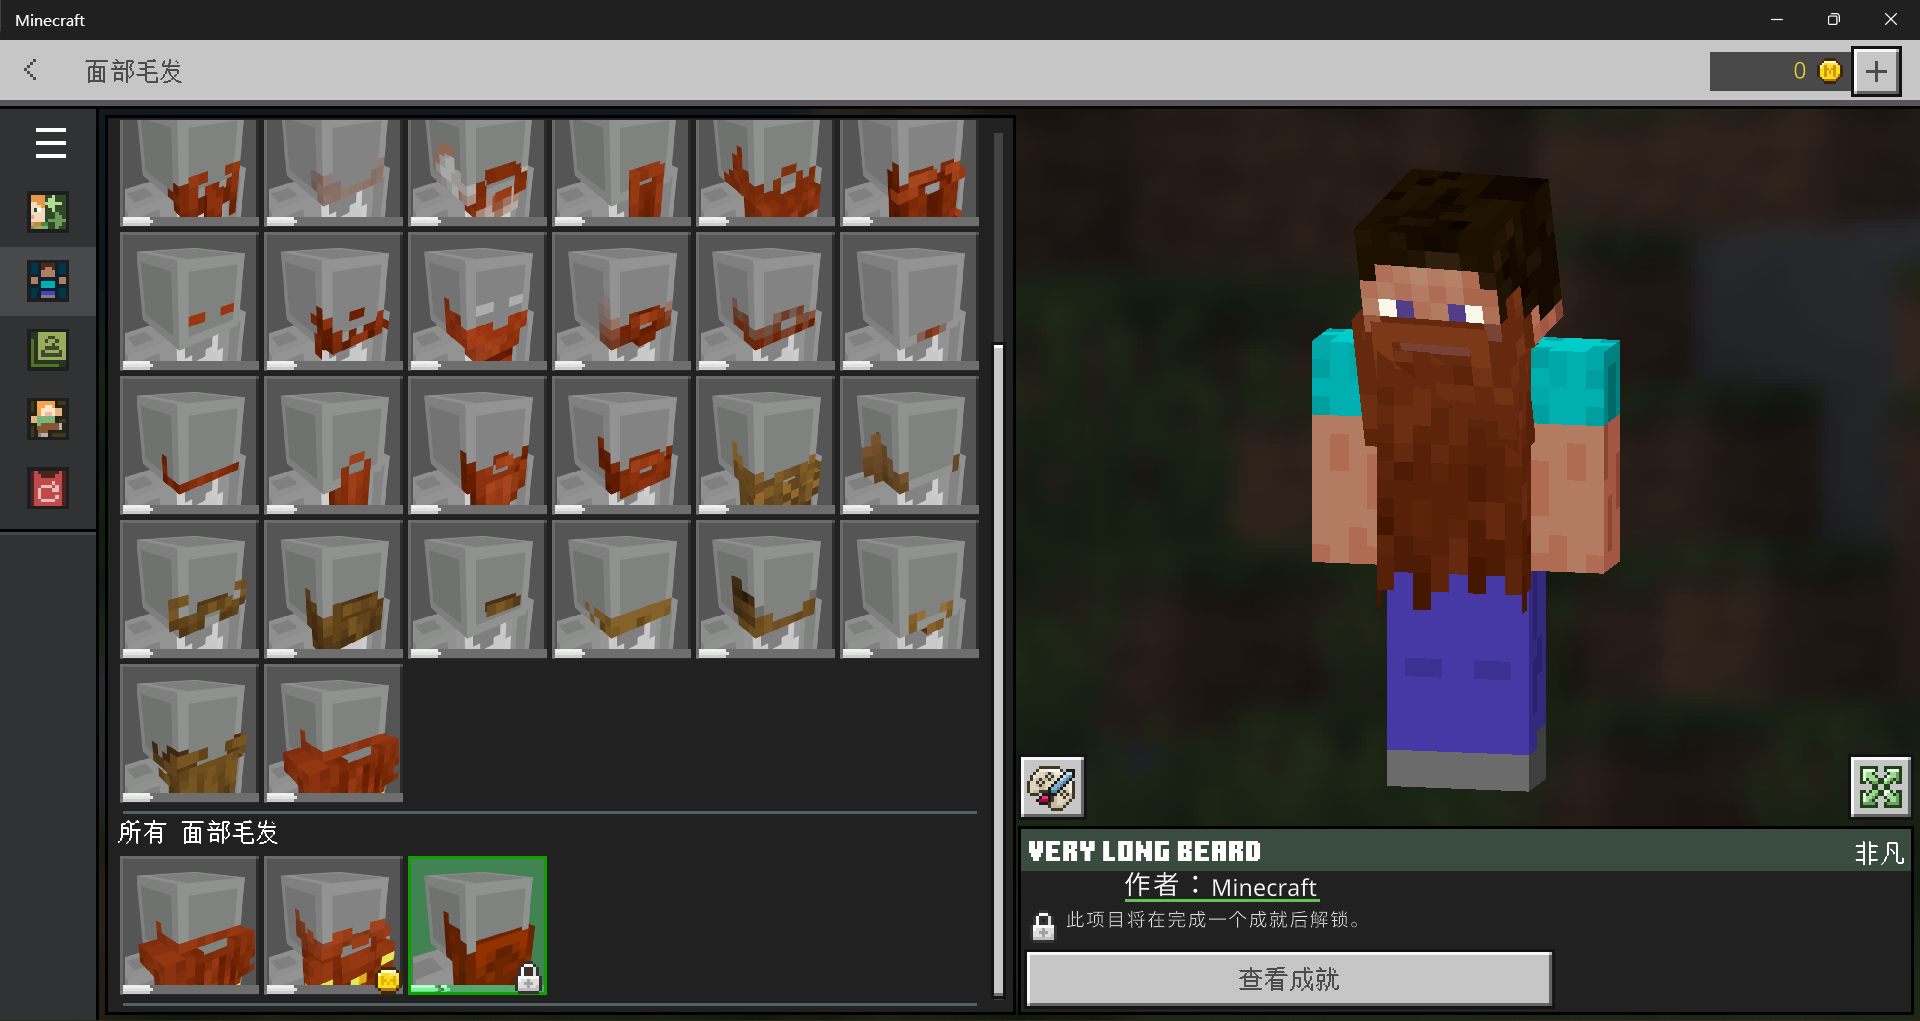 Minecraft
面部毛发
0
所有 面部毛发
VERY LONG BEARD
非凡
作者：Minecraft
此项目将在完成一个成就后解锁。
查看成就